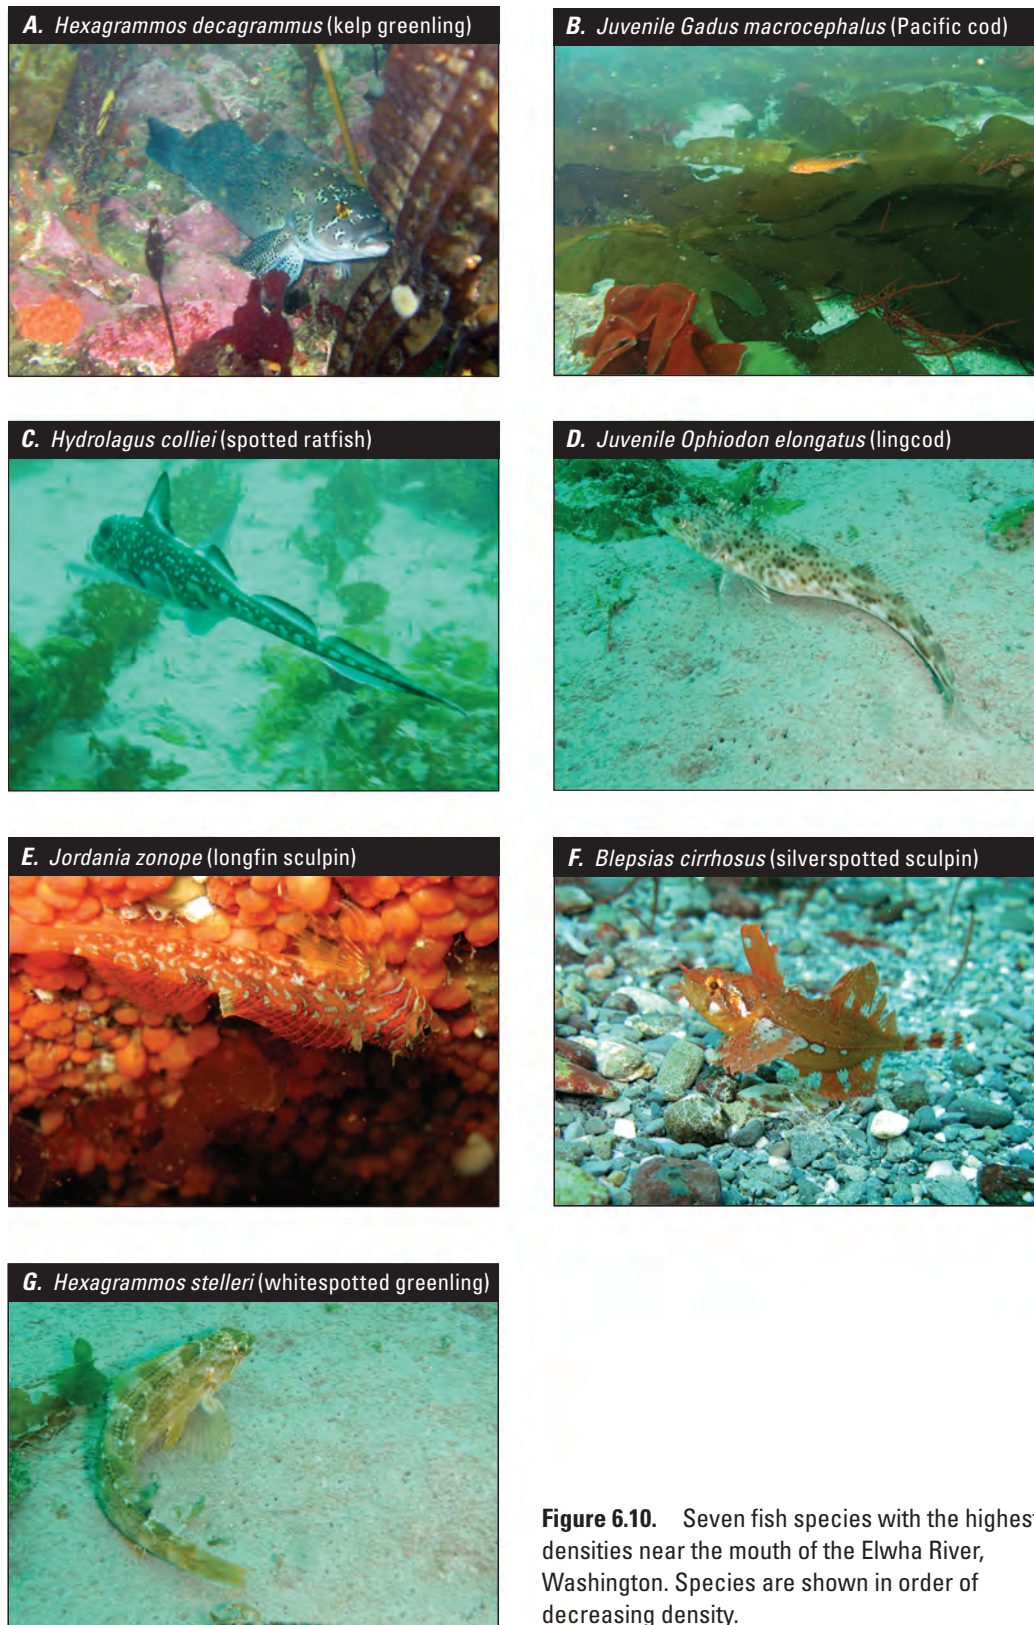 A. Hexagrammos decagrammus (kelp greenling)
B. Juvenile Gadus macrocephalus (Pacific cod)
C. Hydrolagus colliei (spotted ratfish)
D. Juvenile Ophiodon elongatus (lingcod)
E. Jordania zonope (longfin sculpin)
F. Blepsias cirrhosus (silverspotted sculpin)
G. Hexagrammos stelleri (whitespotted greenling)
Figure 6.10. Seven fish species with the highest
densities near the mouth of the Elwha River,
Washington. Species are shown in order of
decreasing density.